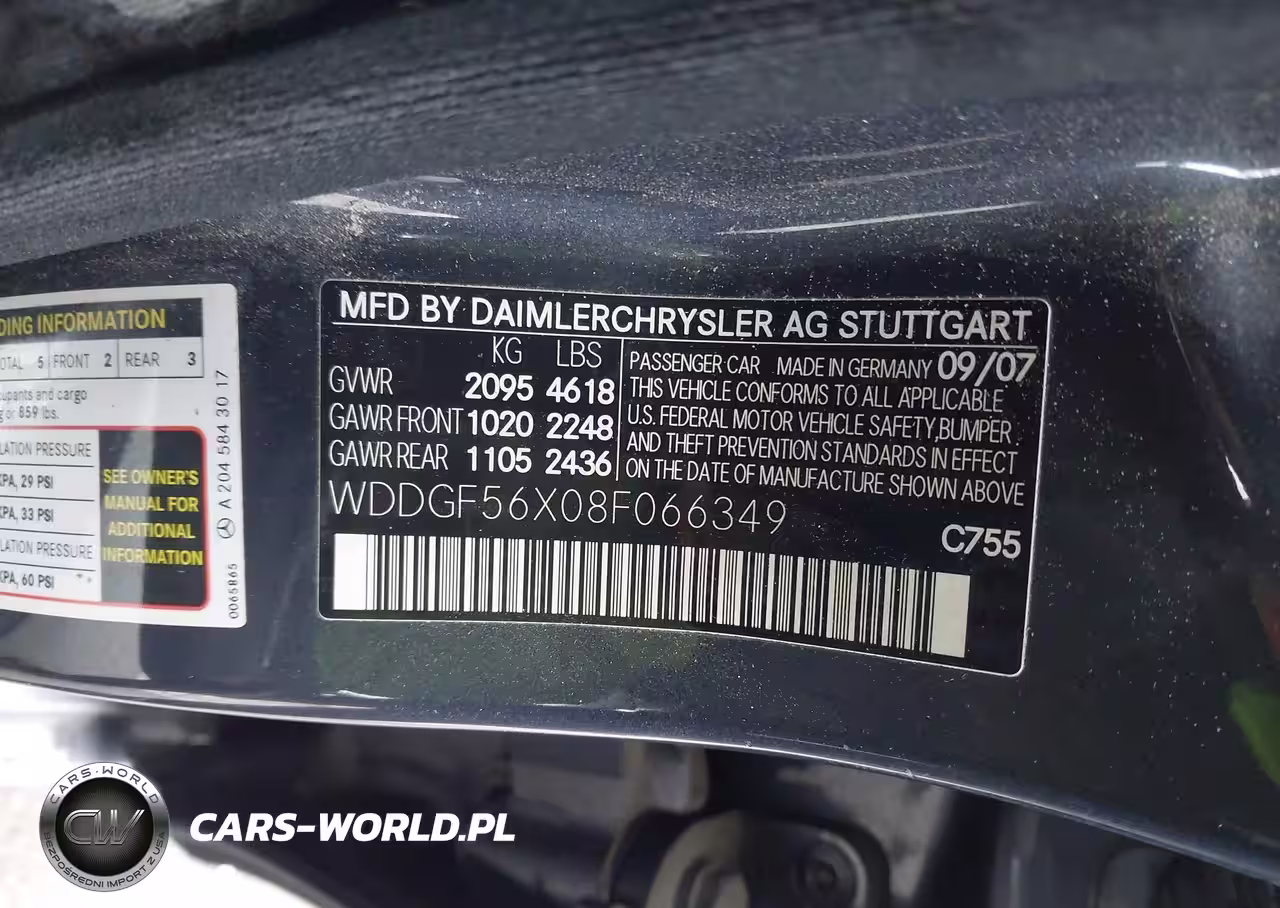 DING INFORMATION
OTAL 5 FRONT 2 REAR 3
upants and cargo
g or 859 lbs.
LATION PRESSURE
KPA, 29 PSI
KPA, 33 PSI
LATION PRESSURE
KPA, 60 PSI
SEE OWNER'S
MANUAL FOR
ADDITIONAL
INFORMATION
A 204 584 30 17
0065865
MFD BY DAIMLERCHRYSLER AG STUTTGART
KG LBS
GVWR 2095 4618
GAWR FRONT 1020 2248
GAWR REAR 1105 2436
PASSENGER CAR MADE IN GERMANY 09/07
THIS VEHICLE CONFORMS TO ALL APPLICABLE
U.S. FEDERAL MOTOR VEHICLE SAFETY,BUMPER
AND THEFT PREVENTION STANDARDS IN EFFECT
ON THE DATE OF MANUFACTURE SHOWN ABOVE
WDDGF56X08F066349
C755
CARS-WORLD
CW
BEZPOŚREDNI IMPORT Z USA
CARS-WORLD.PL